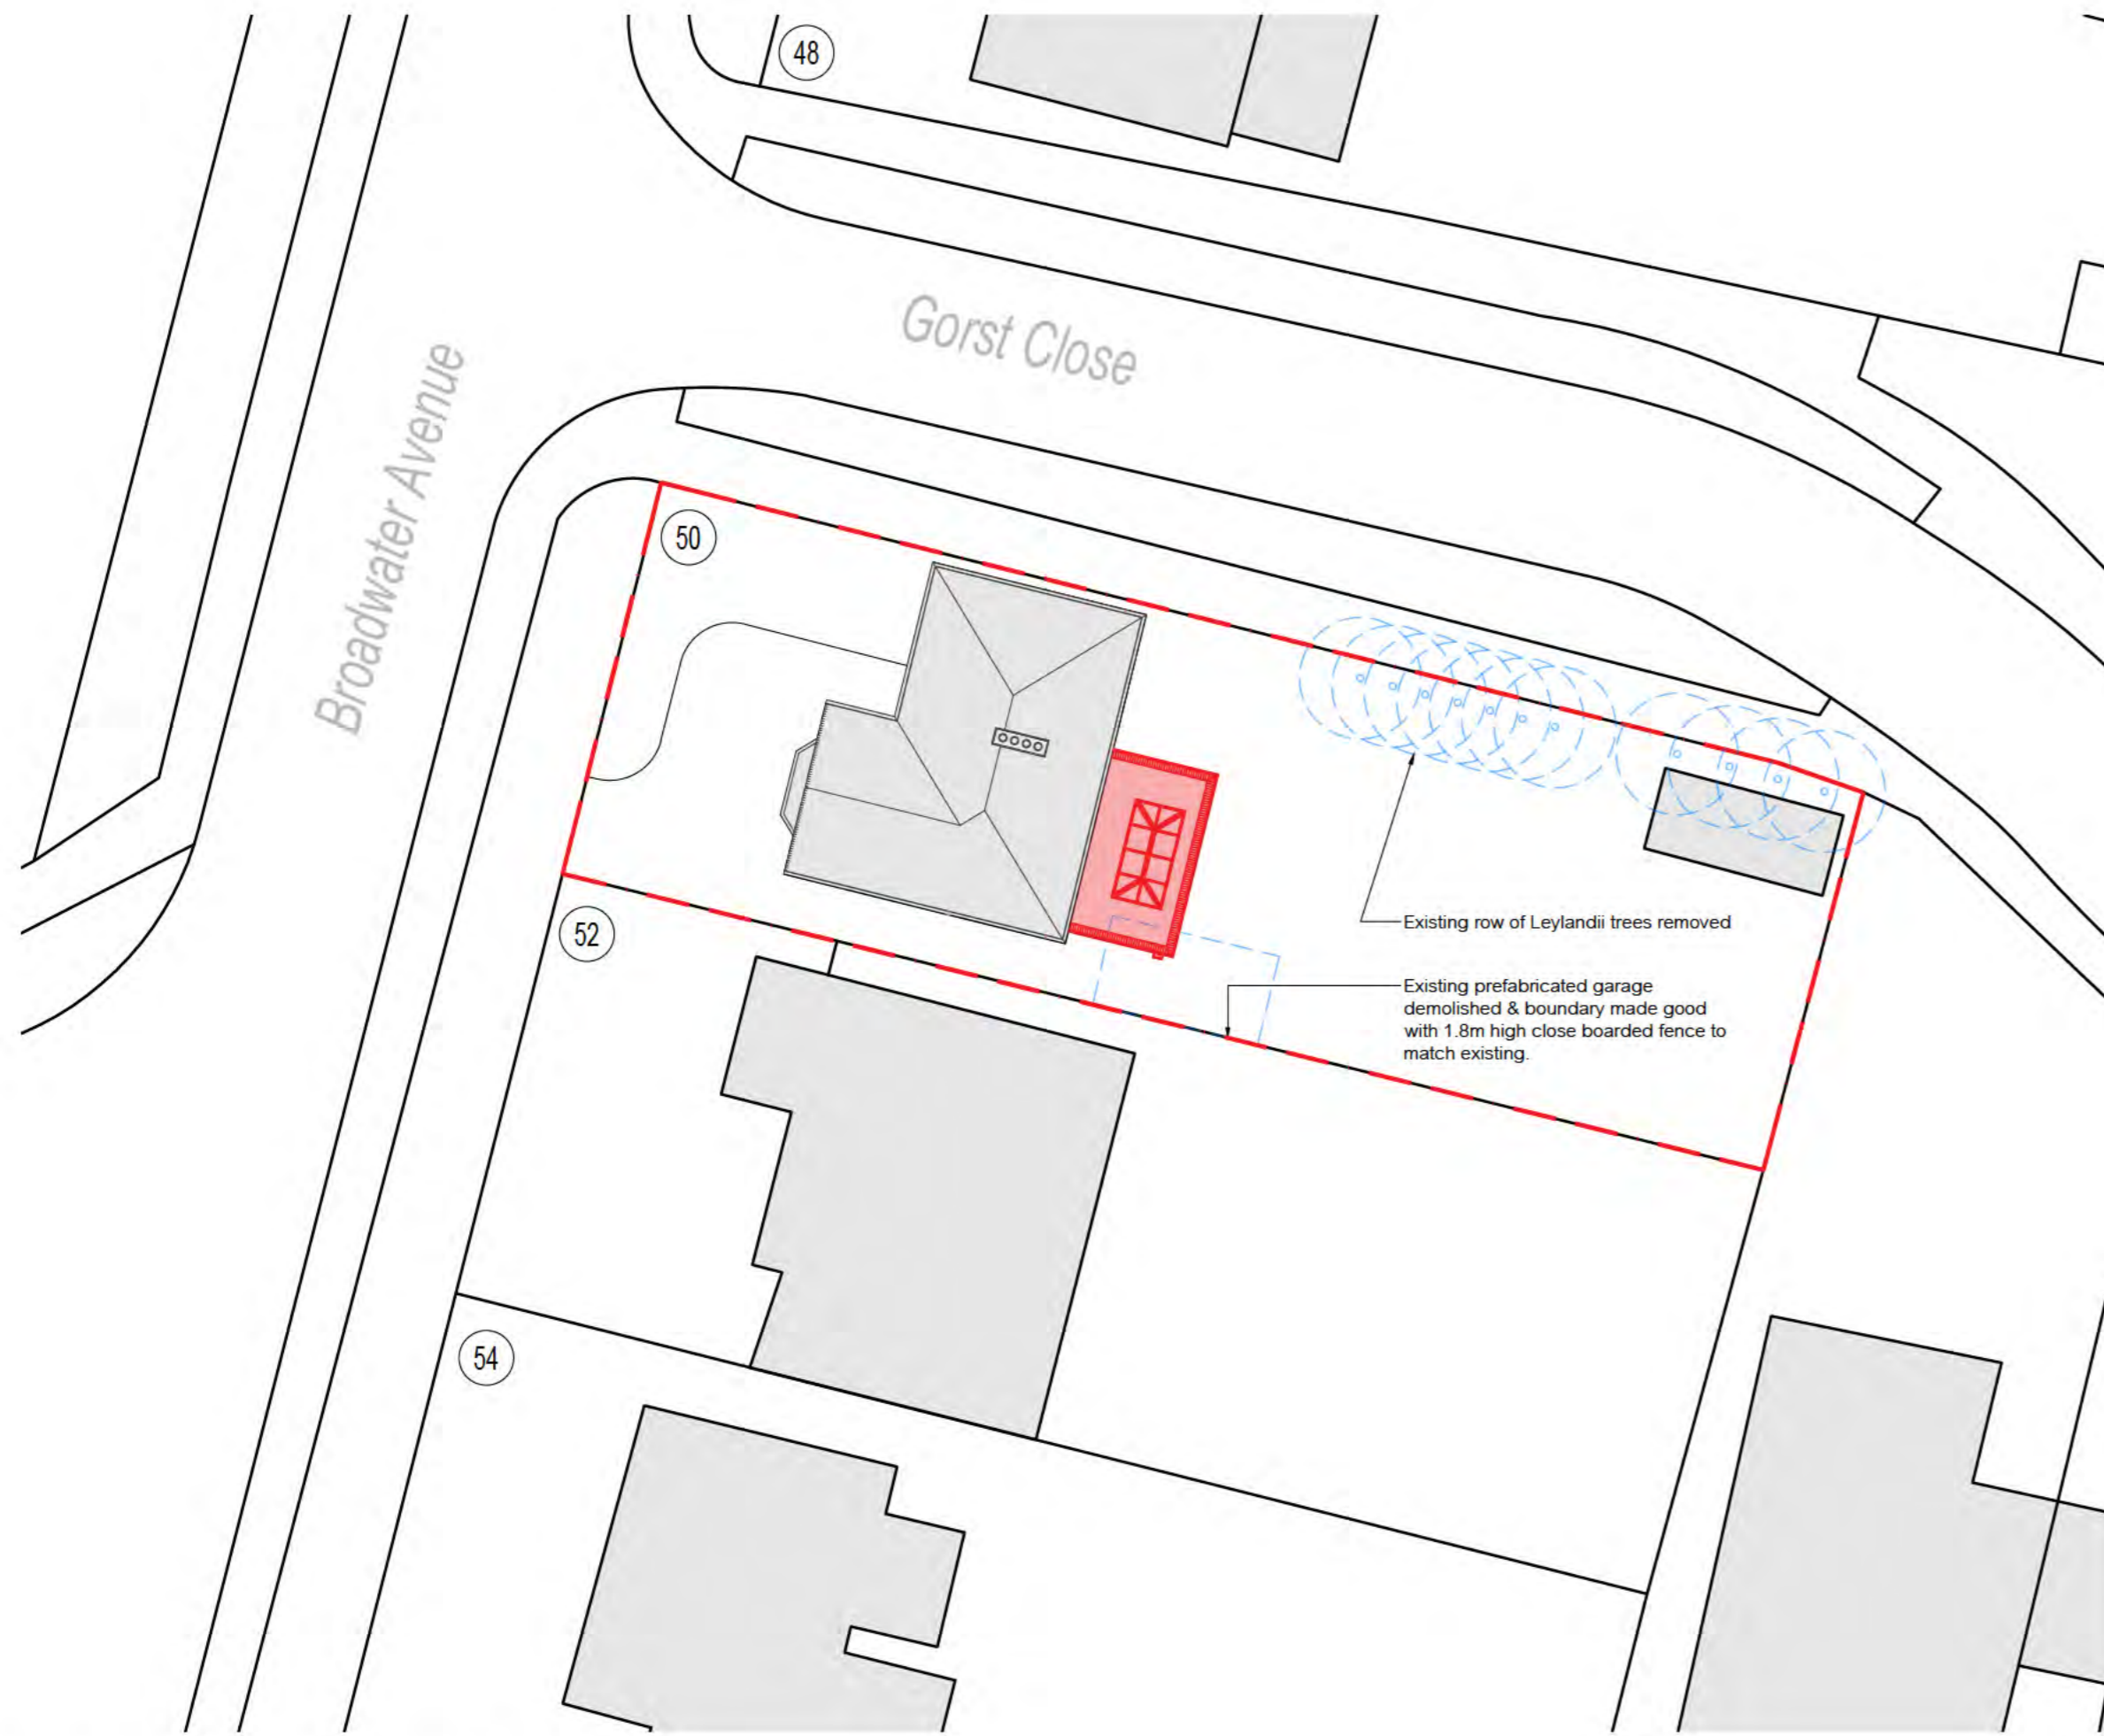 48
Gorst Close
Broadwater Avenue
50
52
Existing row of Leylandii trees removed
Existing prefabricated garage
demolished & boundary made good
with 1.8m high close boarded fence to
match existing.
54